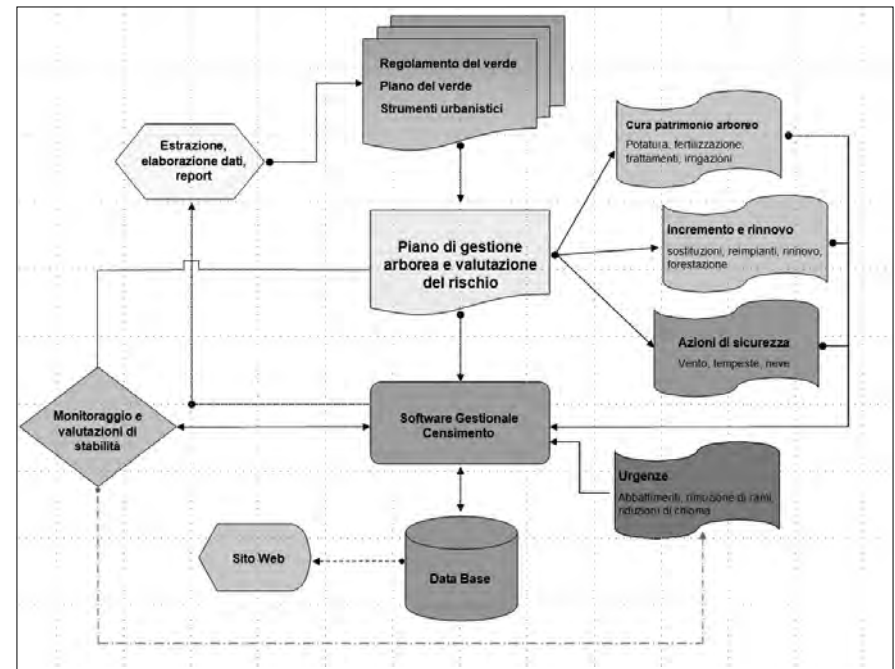 Regolamento del verde
Piano del verde
Strumenti urbanistici
Estrazione,
elaborazione dati,
report
Cura patrimonio arboreo
Potatura, fertilizzazione,
trattamenti, irrigazioni
Piano di gestione
arborea e valutazione
del rischio
Incremento e rinnovo
sostituzioni, reimpianti, rinnovo,
forestazione
Azioni di sicurezza
Vento, tempeste, neve
Monitoraggio e
valutazioni di
stabilità
Software Gestionale
Censimento
Urgenze
Abbattimenti, rimozione di rami,
riduzioni di chioma
Sito Web
Data Base